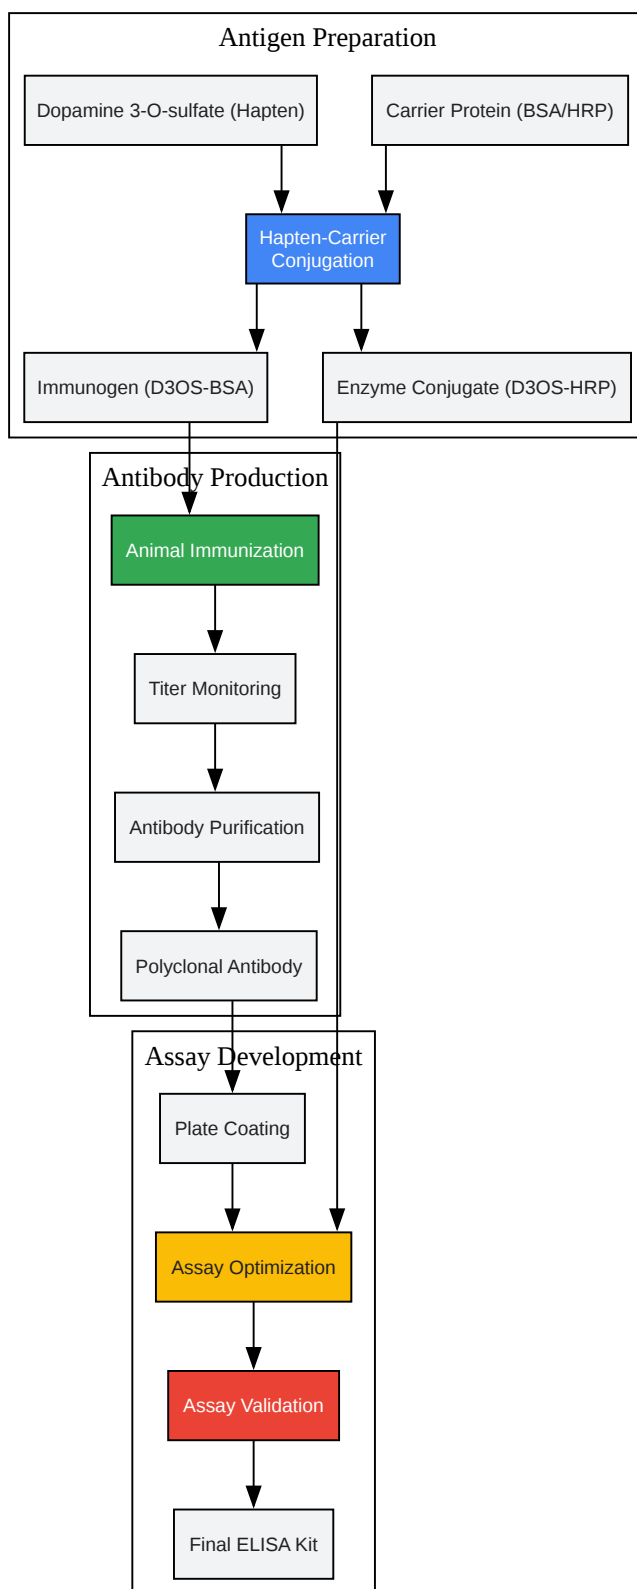 Antigen Preparation
Dopamine 3-O-sulfate (Hapten)
Carrier Protein (BSA/HRP)
Hapten-Carrier
Conjugation
Immunogen (D3OS-BSA)
Enzyme Conjugate (D3OS-HRP)
Antibody Production
Animal Immunization
Titer Monitoring
Antibody Purification
Polyclonal Antibody
Assay Development
Plate Coating
Assay Optimization
Assay Validation
Final ELISA Kit